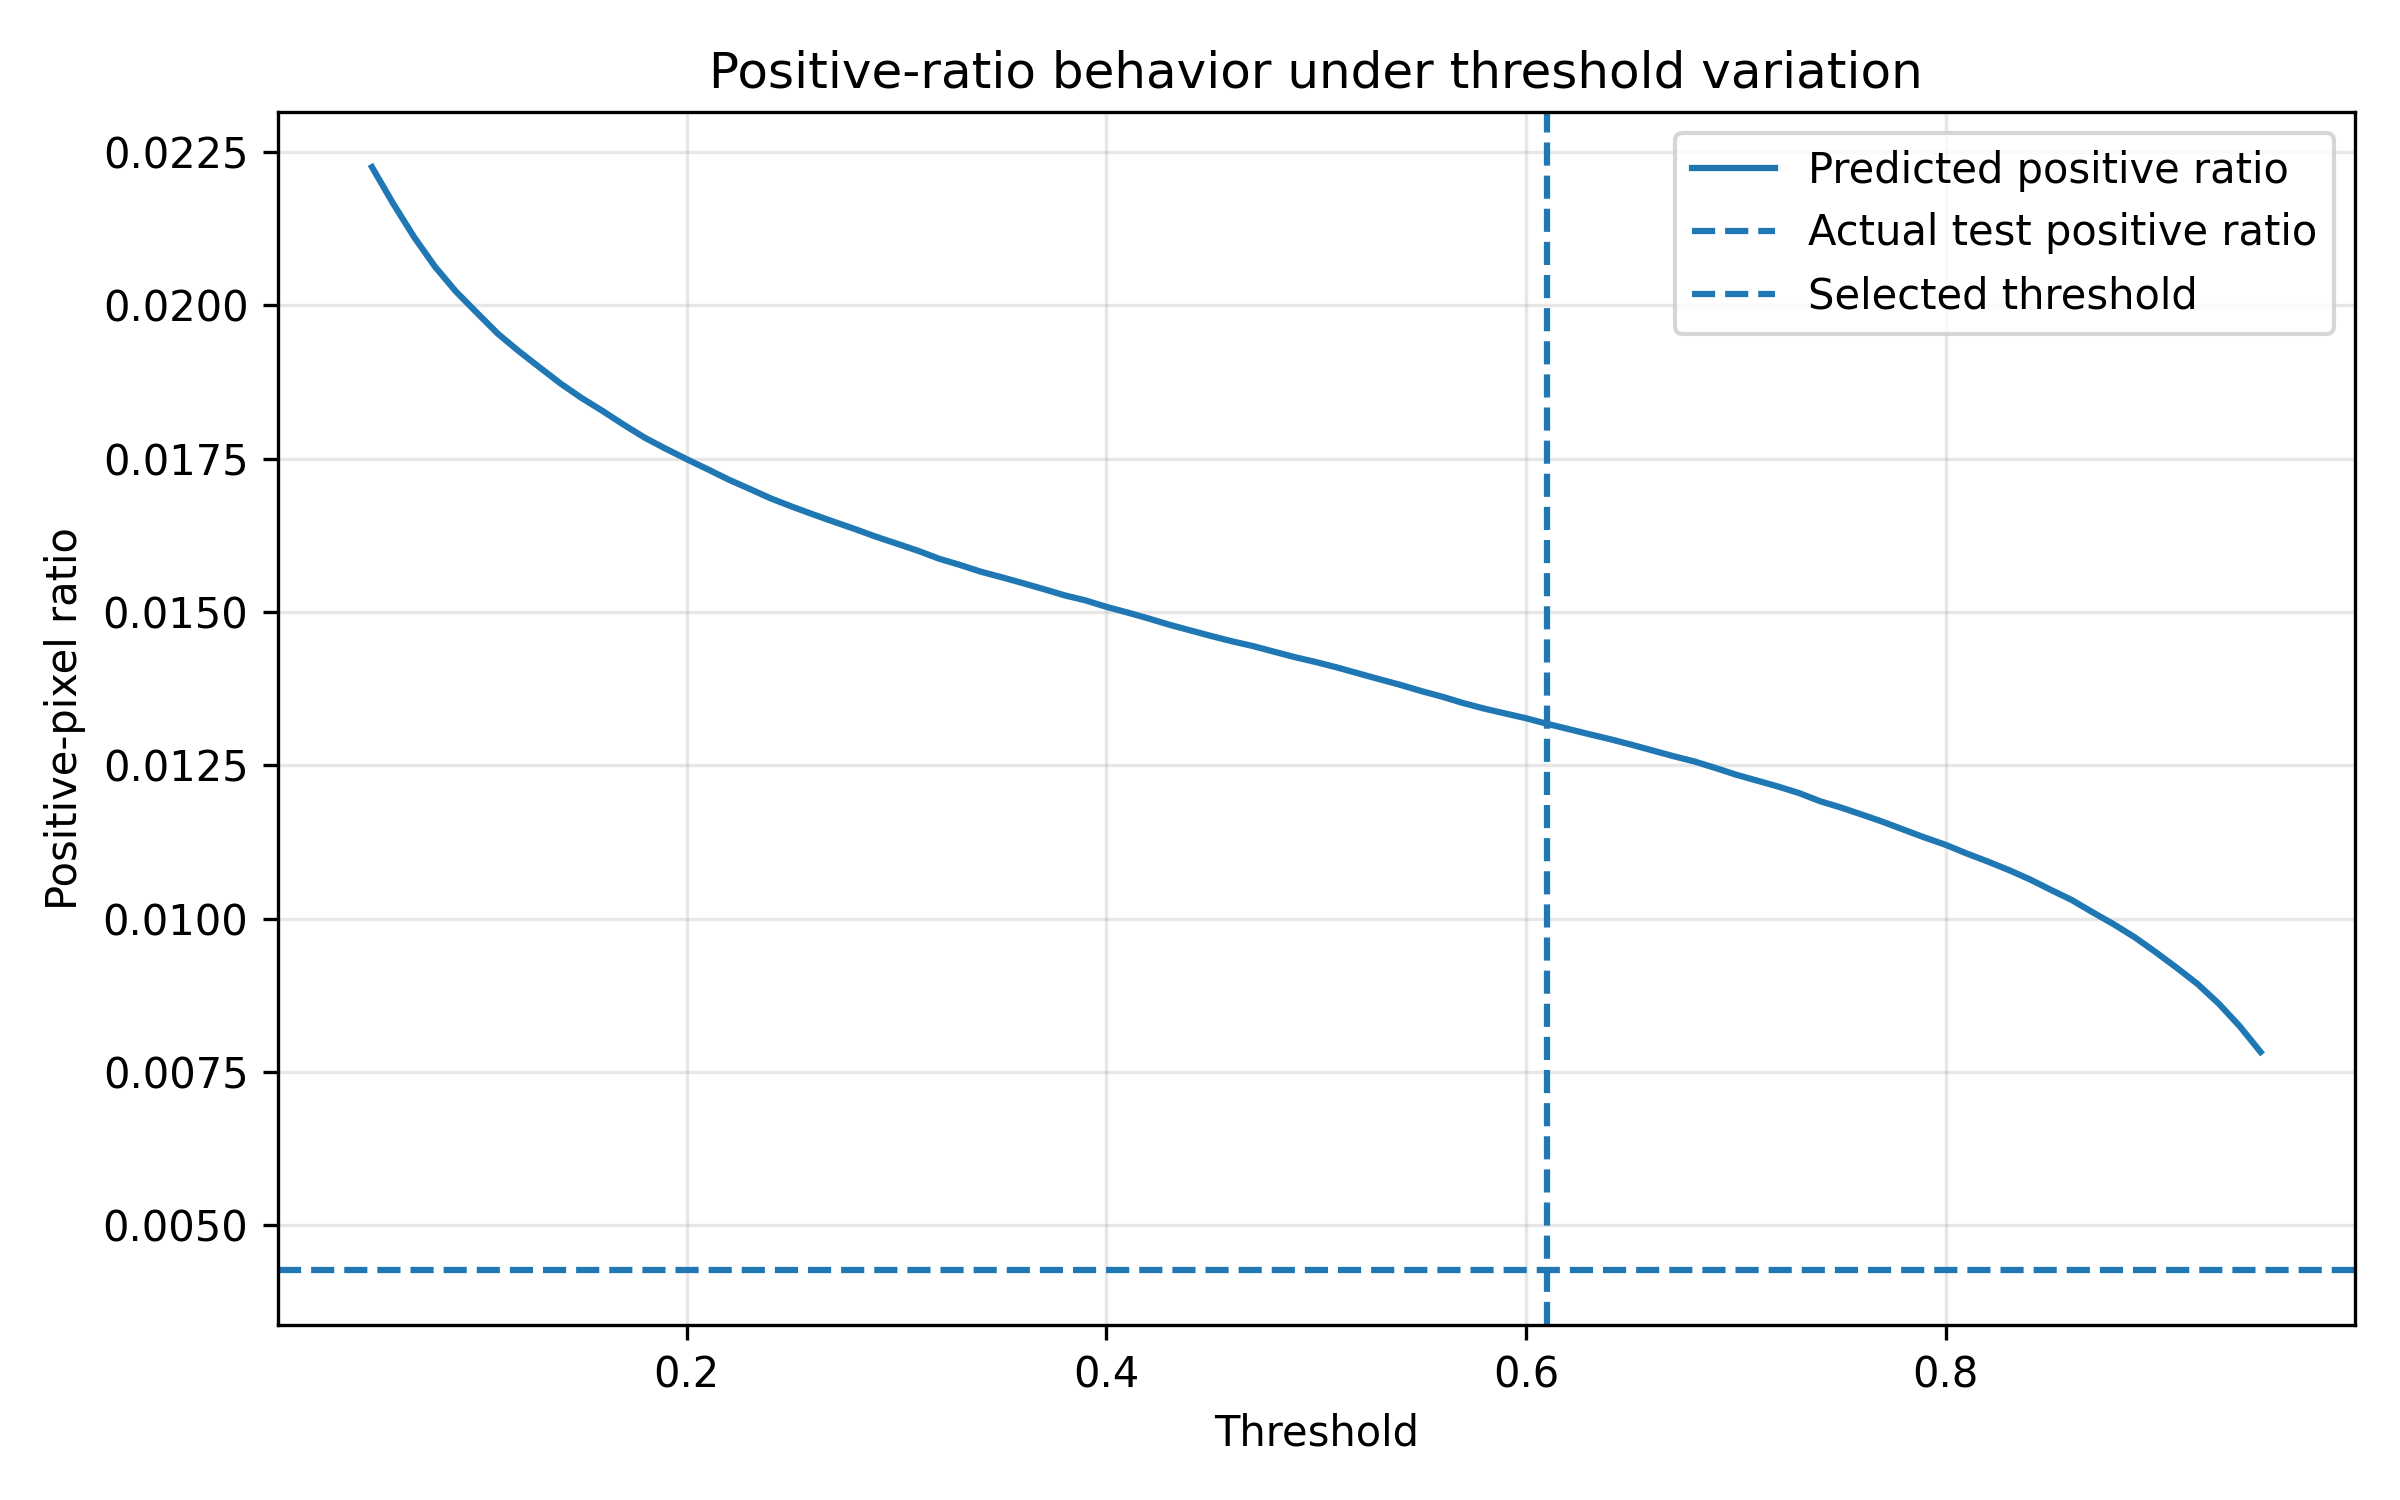 Positive-ratio behavior under threshold variation
0.0225
0.0200
0.0175
0.0150
0.0125
0.0100
0.0075
0.0050
Positive-pixel ratio
Predicted positive ratio
Actual test positive ratio
Selected threshold
0.2
0.4
0.6
0.8
Threshold